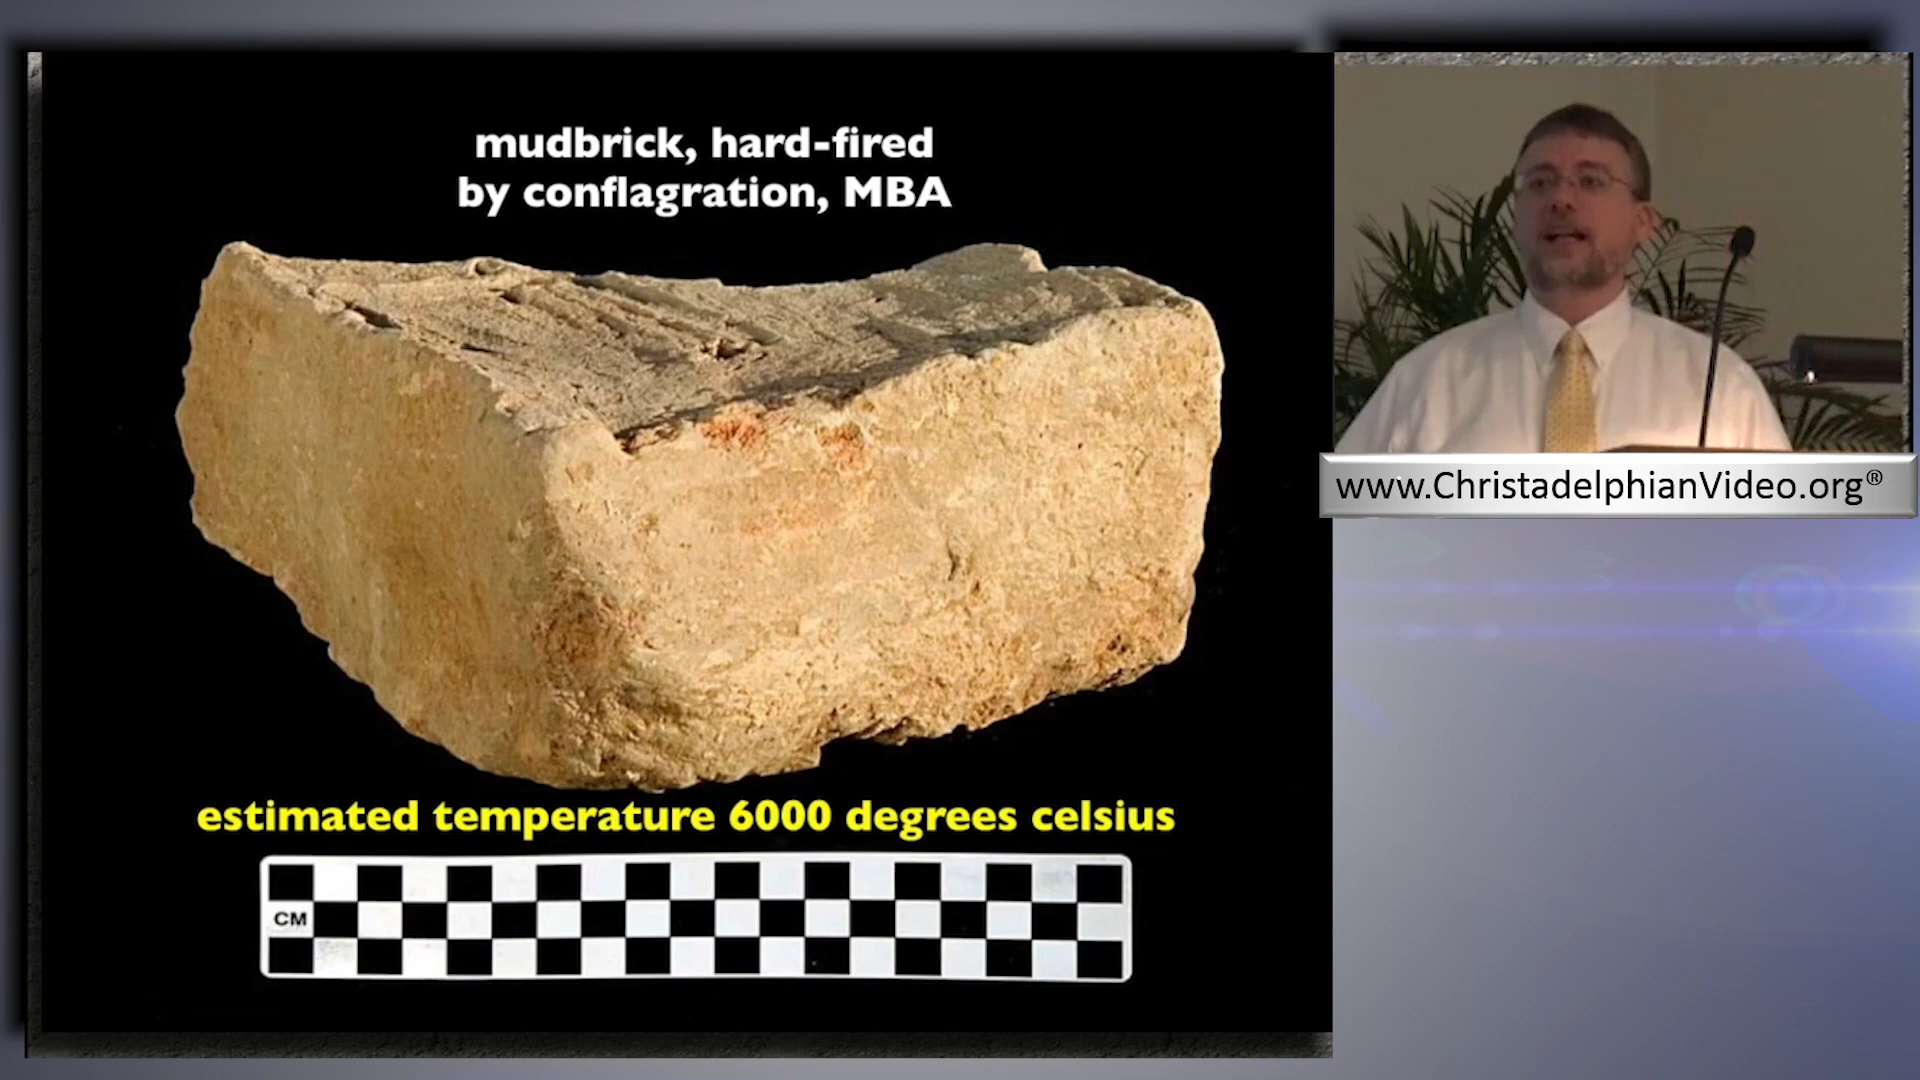 mudbrick, hard-fired
by conflagration, MBA
estimated temperature 6000 degrees celsius
CM
www.ChristadelphianVideo.org®